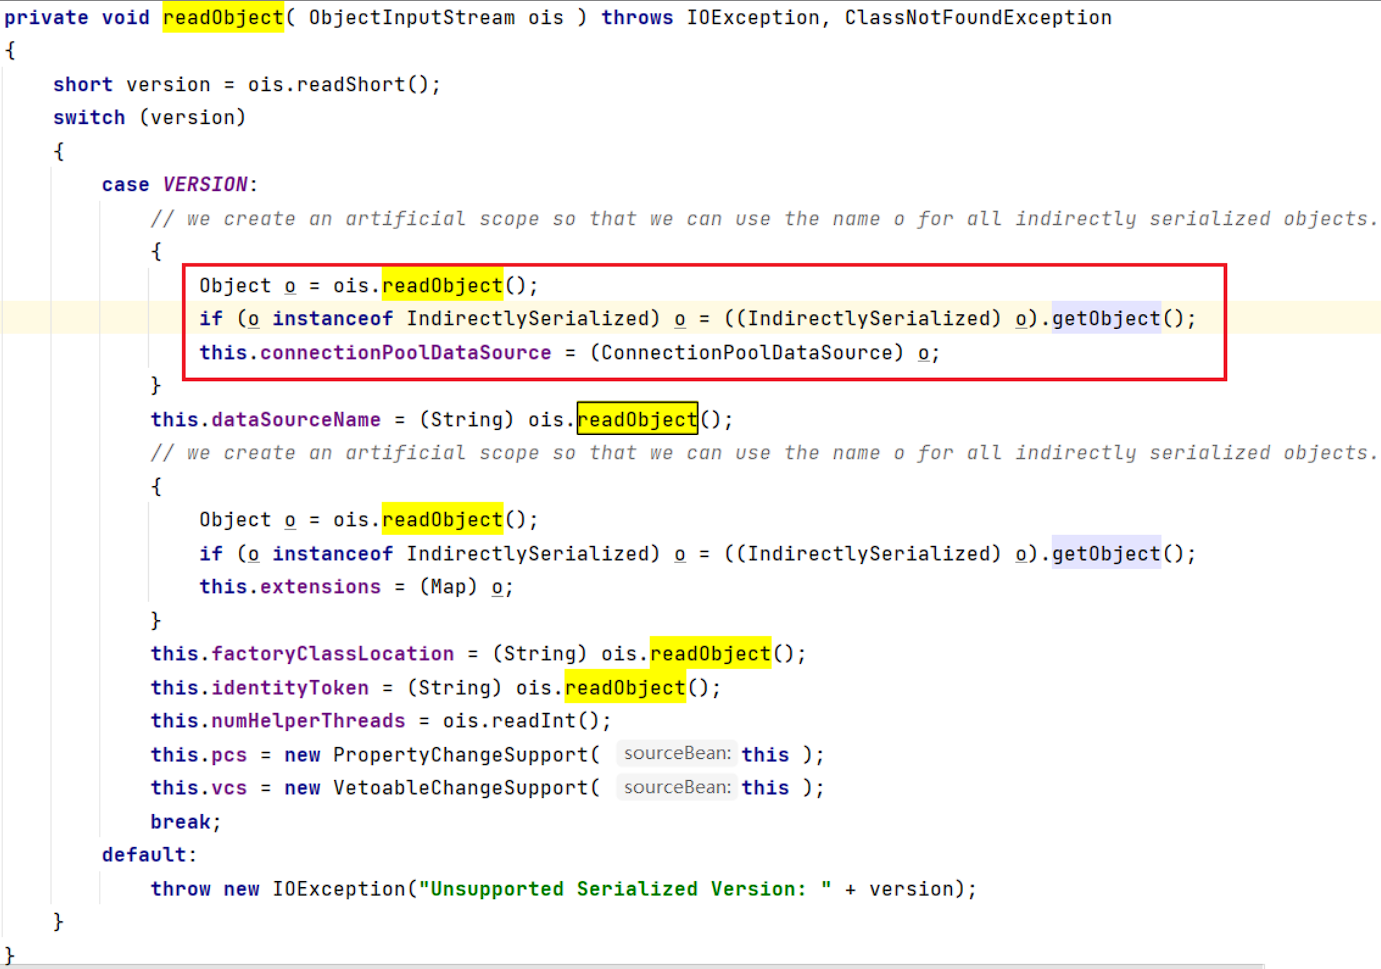 private void readObject( ObjectInputStream ois ) throws IOException, ClassNotFoundException
{
    short version = ois.readShort();
    switch (version)
    {
        case VERSION:
            // we create an artificial scope so that we can use the name o for all indirectly serialized objects.
            {
                Object o = ois.readObject();
                if (o instanceof IndirectlySerialized) o = ((IndirectlySerialized) o).getObject();
                this.connectionPoolDataSource = (ConnectionPoolDataSource) o;
            }
            this.dataSourceName = (String) ois.readObject();
            // we create an artificial scope so that we can use the name o for all indirectly serialized objects.
            {
                Object o = ois.readObject();
                if (o instanceof IndirectlySerialized) o = ((IndirectlySerialized) o).getObject();
                this.extensions = (Map) o;
            }
            this.factoryClassLocation = (String) ois.readObject();
            this.identityToken = (String) ois.readObject();
            this.numHelperThreads = ois.readInt();
            this.pcs = new PropertyChangeSupport( sourceBean: this );
            this.vcs = new VetoableChangeSupport( sourceBean: this );
            break;
        default:
            throw new IOException("Unsupported Serialized Version: " + version);
    }
}